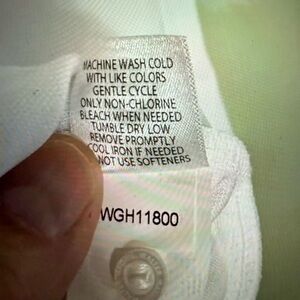 MACHINE WASH COLD
WITH LIKE COLORS
GENTLE CYCLE
ONLY NON-CHLORINE
BLEACH WHEN NEEDED
TUMBLE DRY LOW
REMOVE PROMPTLY
COOL IRON IF NEEDED
NOT USE SOFTENERS
WGH11800